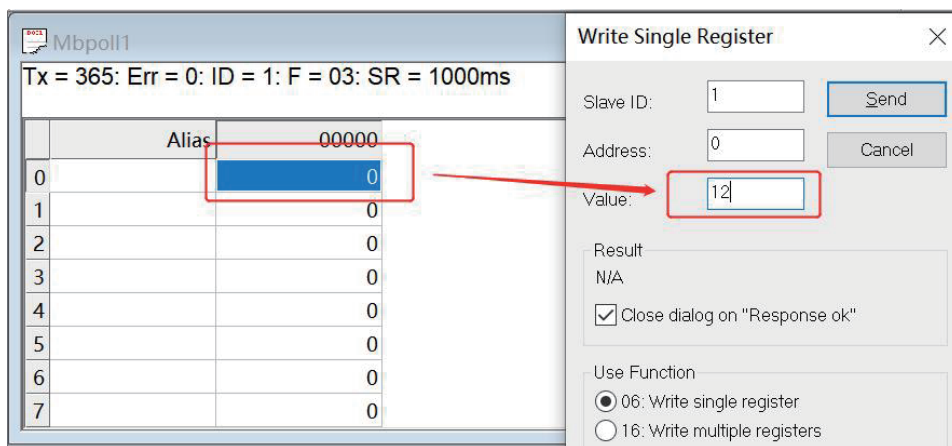 Mbpoll1
Tx = 365: Err = 0: ID = 1: F = 03: SR = 1000ms
Alias 00000
0 0
1 0
2 0
3 0
4 0
5 0
6 0
7 0
Write Single Register
Slave ID: 1 Send
Address: 0 Cancel
Value: 12
Result
N/A
Close dialog on "Response ok"
Use Function
06: Write single register
16: Write multiple registers